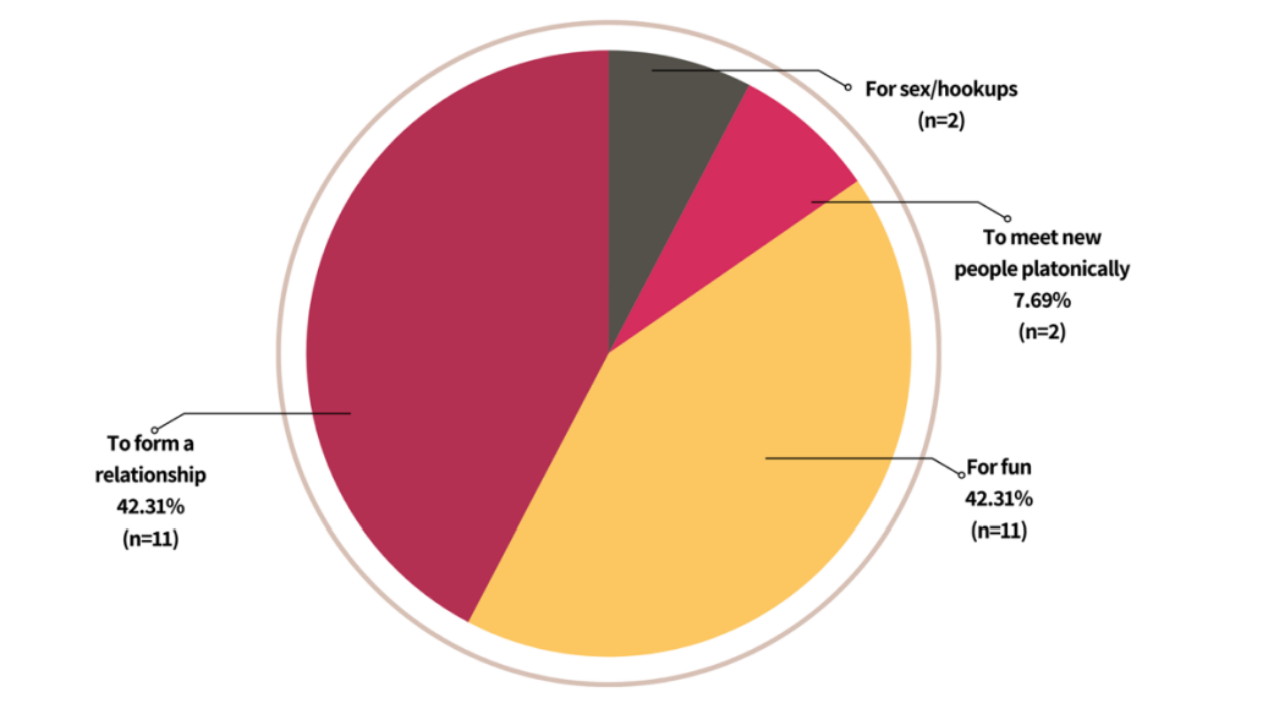 For sex/hookups
(n=2)
To meet new
people platonically
7.69%
(n=2)
For fun
42.31%
(n=11)
To form a
relationship
42.31%
(n=11)